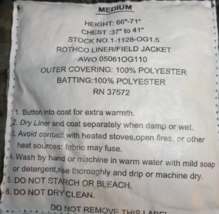 MEDIUM
HEIGHT: 66"-71"
CHEST :37" to 41"
STOCK NO.1-1128-OG1.5
ROTHCO LINER/FIELD JACKET
AWO 05061OG110
OUTER COVERING: 100% POLYESTER
BATTING:100% POLYESTER
RN 37572
1. Button into coat for extra warmth.
2. Dry Liner and coat separately when damp or wet.
3. Avoid contact with heated stoves,open fires, or other
heat sources: fabric may fuse.
4. Wash by hand or machine in warm water with mild soap
or detergent,rise thoroughly and drip or machine dry.
5. DO NOT STARCH OR BLEACH.
6. DO NOT DRY CLEAN.
DO NOT REMOVE THIS LABEL